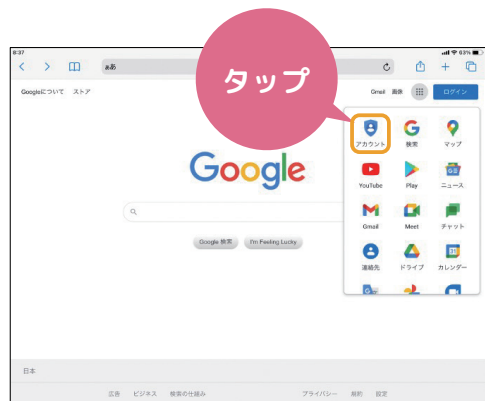 タップ
8:37
63%
ぁあ
Googleについて ストア
Gmail 画像 ログイン
アカウント 検索 マップ
Google
YouTube Play ニュース
Gmail Meet チャット
Google 検索 I'm Feeling Lucky
連絡先 ドライブ カレンダー
日本
広告 ビジネス 検索の仕組み プライバシー 規約 設定